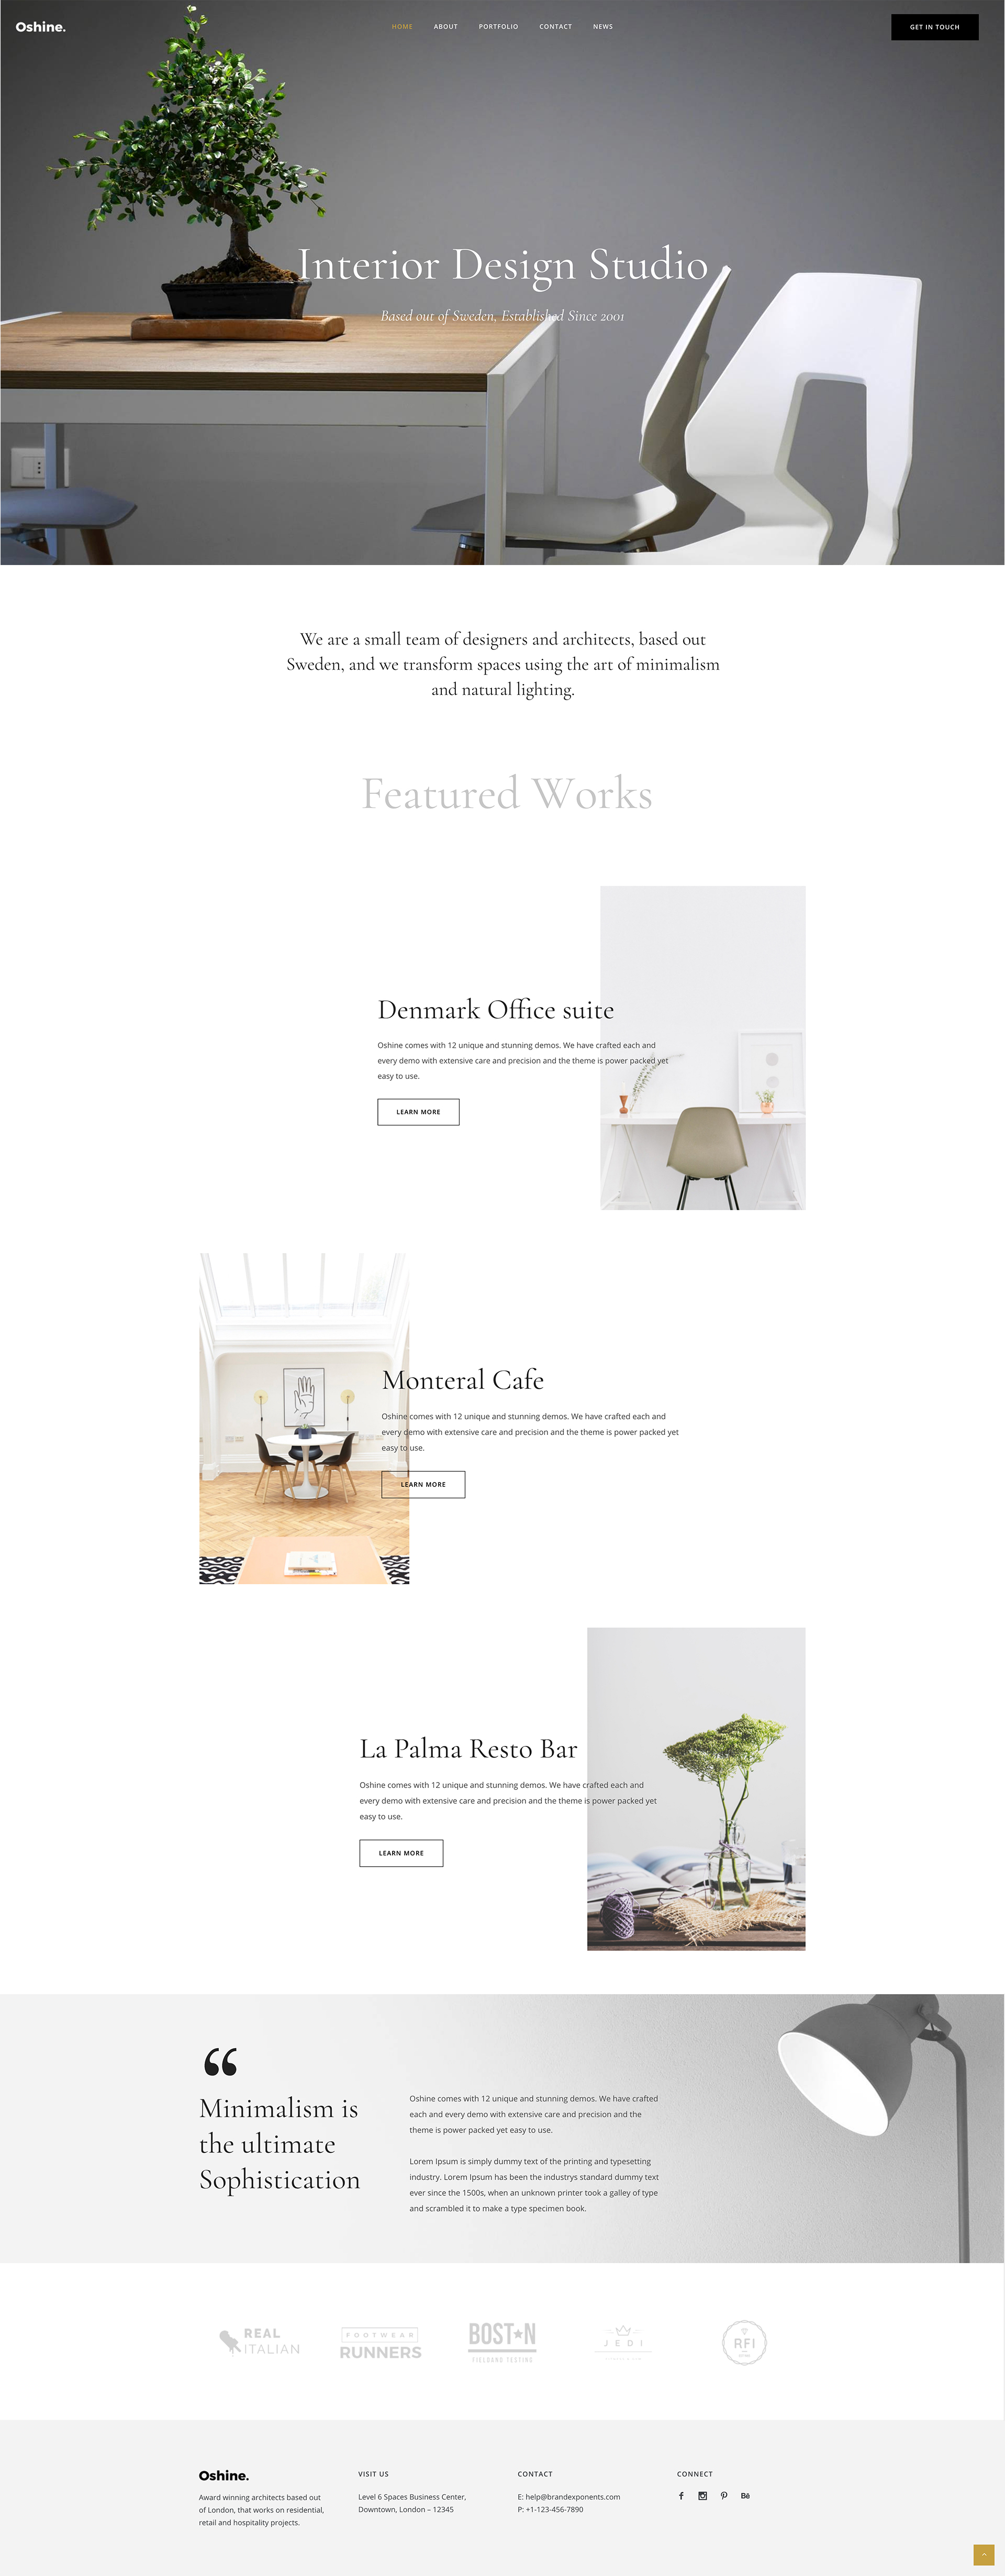 Oshine.
HOME ABOUT PORTFOLIO CONTACT NEWS
GET IN TOUCH
Interior Design Studio
Based out of Sweden, Established Since 2001
We are a small team of designers and architects, based out
Sweden, and we transform spaces using the art of minimalism
and natural lighting.
Featured Works
Denmark Office suite
Oshine comes with 12 unique and stunning demos. We have crafted each and
every demo with extensive care and precision and the theme is power packed yet
easy to use.
LEARN MORE
Monteral Cafe
Oshine comes with 12 unique and stunning demos. We have crafted each and
every demo with extensive care and precision and the theme is power packed yet
easy to use.
LEARN MORE
La Palma Resto Bar
Oshine comes with 12 unique and stunning demos. We have crafted each and
every demo with extensive care and precision and the theme is power packed yet
easy to use.
LEARN MORE
“
Minimalism is
the ultimate
Sophistication
Oshine comes with 12 unique and stunning demos. We have crafted
each and every demo with extensive care and precision and the
theme is power packed yet easy to use.
Lorem Ipsum is simply dummy text of the printing and typesetting
industry. Lorem Ipsum has been the industrys standard dummy text
ever since the 1500s, when an unknown printer took a galley of type
and scrambled it to make a type specimen book.
REAL
ITALIAN
FOOTWEAR
RUNNERS
BOST★N
FIELDAND TESTING
JEDI
RFI
Oshine.
Award winning architects based out
of London, that works on residential,
retail and hospitality projects.
VISIT US
Level 6 Spaces Business Center,
Downtown, London – 12345
CONTACT
E: help@brandexponents.com
P: +1-123-456-7890
CONNECT
Bē